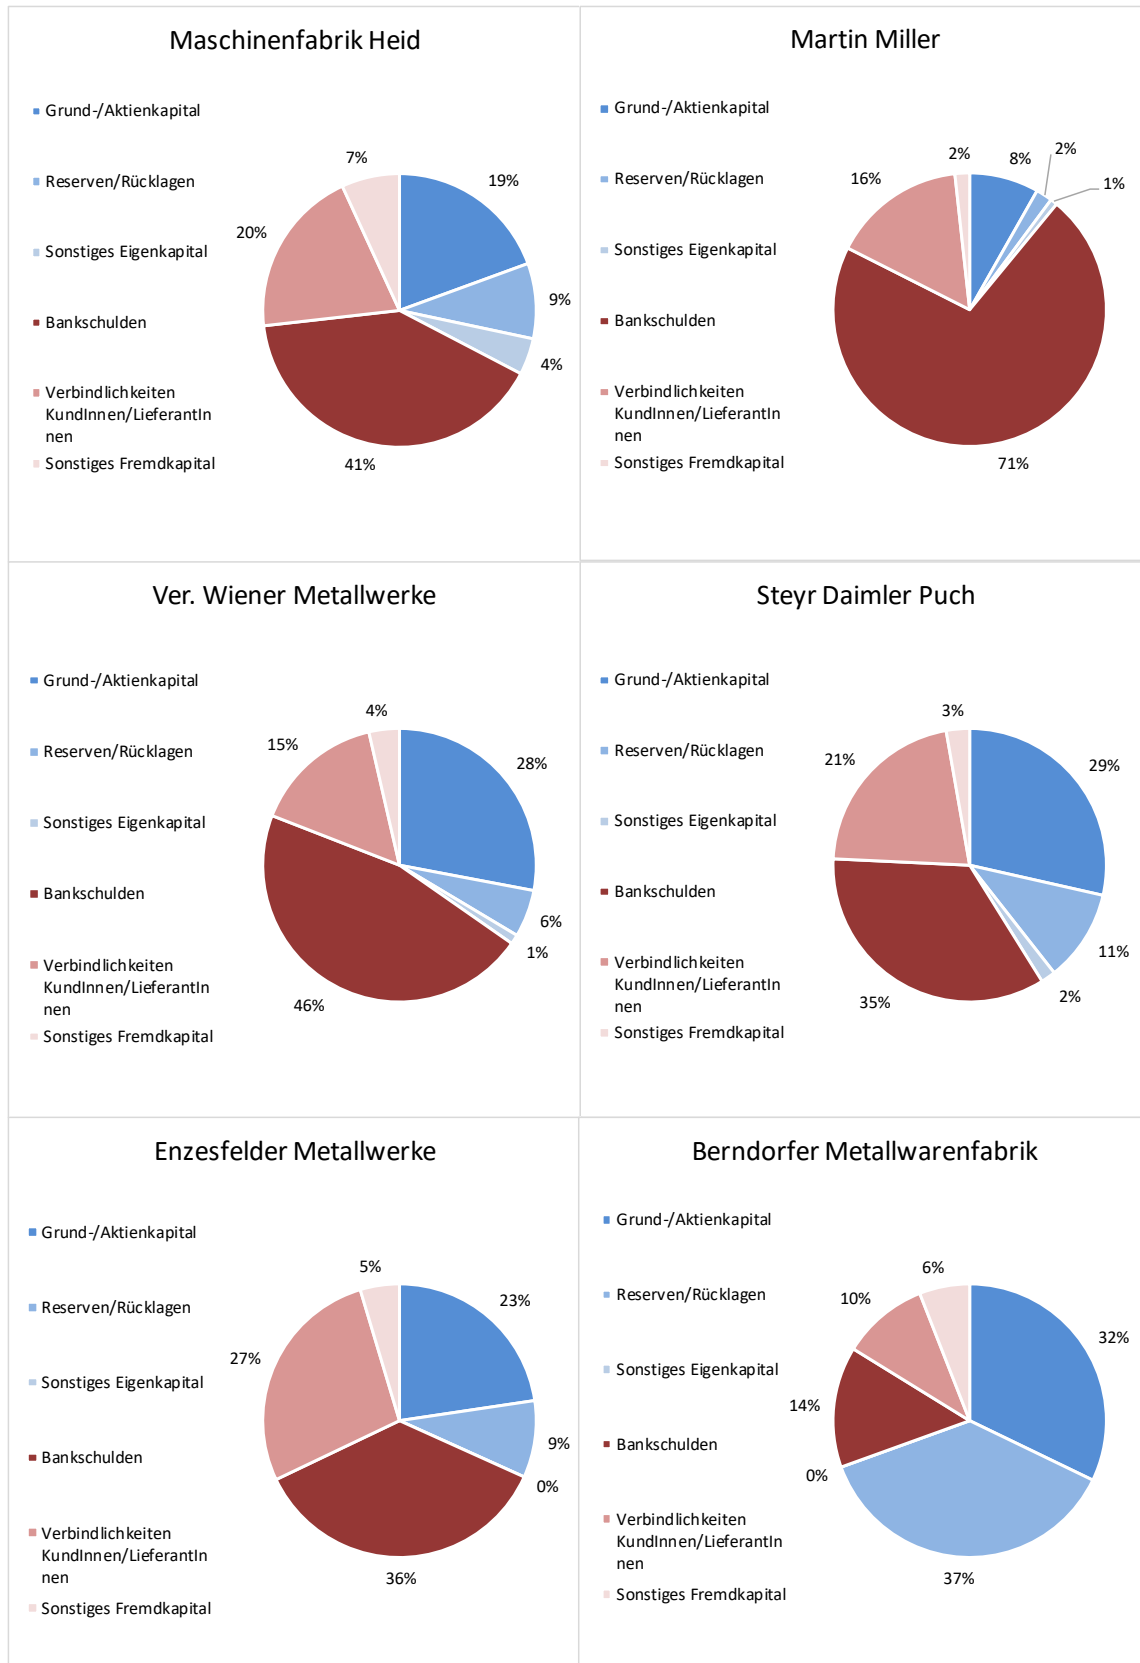 Maschinenfabrik Heid
Grund-/Aktienkapital
Reserven/Rücklagen
Sonstiges Eigenkapital
Bankschulden
Verbindlichkeiten
KundInnen/LieferantIn
nen
Sonstiges Fremdkapital
7%
19%
20%
9%
4%
41%
Martin Miller
Grund-/Aktienkapital
Reserven/Rücklagen
Sonstiges Eigenkapital
Bankschulden
Verbindlichkeiten
KundInnen/LieferantIn
nen
Sonstiges Fremdkapital
2%
8%
2%
1%
16%
71%
Ver. Wiener Metallwerke
Grund-/Aktienkapital
Reserven/Rücklagen
Sonstiges Eigenkapital
Bankschulden
Verbindlichkeiten
KundInnen/LieferantIn
nen
Sonstiges Fremdkapital
4%
15%
28%
6%
1%
46%
Steyr Daimler Puch
Grund-/Aktienkapital
Reserven/Rücklagen
Sonstiges Eigenkapital
Bankschulden
Verbindlichkeiten
KundInnen/LieferantIn
nen
Sonstiges Fremdkapital
3%
21%
29%
11%
2%
35%
Enzesfelder Metallwerke
Grund-/Aktienkapital
Reserven/Rücklagen
Sonstiges Eigenkapital
Bankschulden
Verbindlichkeiten
KundInnen/LieferantIn
nen
Sonstiges Fremdkapital
5%
23%
27%
9%
0%
36%
Berndorfer Metallwarenfabrik
Grund-/Aktienkapital
Reserven/Rücklagen
Sonstiges Eigenkapital
Bankschulden
Verbindlichkeiten
KundInnen/LieferantIn
nen
Sonstiges Fremdkapital
6%
10%
32%
14%
0%
37%